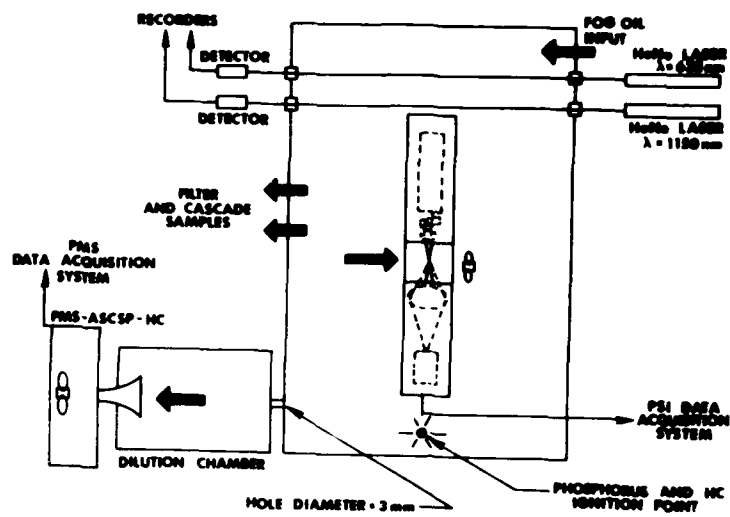 RECORDERS
DETECTOR
DETECTOR
FOG OIL
INPUT
HeNe LASER
HeNe LASER
λ = 1150 nm
FILTER
AND CASCADE
SAMPLES
PMS
DATA ACQUISITION
SYSTEM
PMS-ASCSP-HC
DILUTION CHAMBER
HOLE DIAMETER = 3 mm
PSI DATA
ACQUISITION
SYSTEM
PHOSPHORUS AND HC
IGNITION POINT